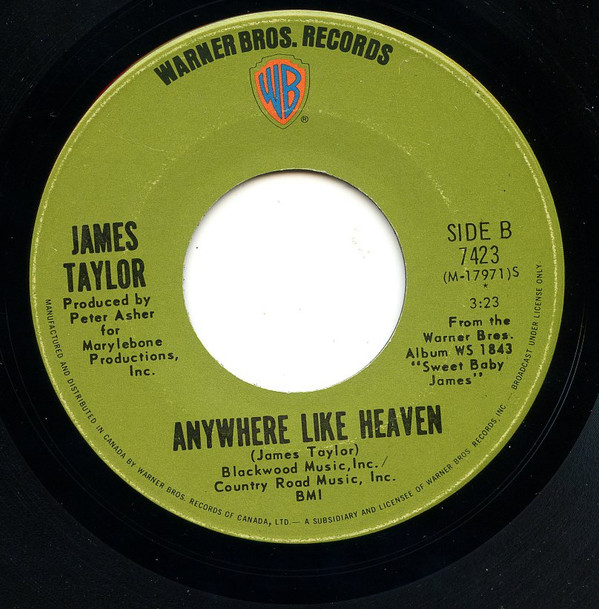 WARNER BROS. RECORDS
WB
®
JAMES
TAYLOR
Produced by
Peter Asher
for
Marylebone
Productions,
Inc.
SIDE B
7423
(M-17971)S
*
3:23
From the
Warner Bros.
Album WS 1843
"Sweet Baby
James"
ANYWHERE LIKE HEAVEN
(James Taylor)
Blackwood Music,Inc./
Country Road Music, Inc.
BMI
MANUFACTURED AND DISTRIBUTED IN CANADA BY WARNER BROS. RECORDS OF CANADA, LTD.— A SUBSIDIARY AND LICENSEE OF WARNER BROS. RECORDS, INC.— BROADCAST UNDER LICENSE ONLY